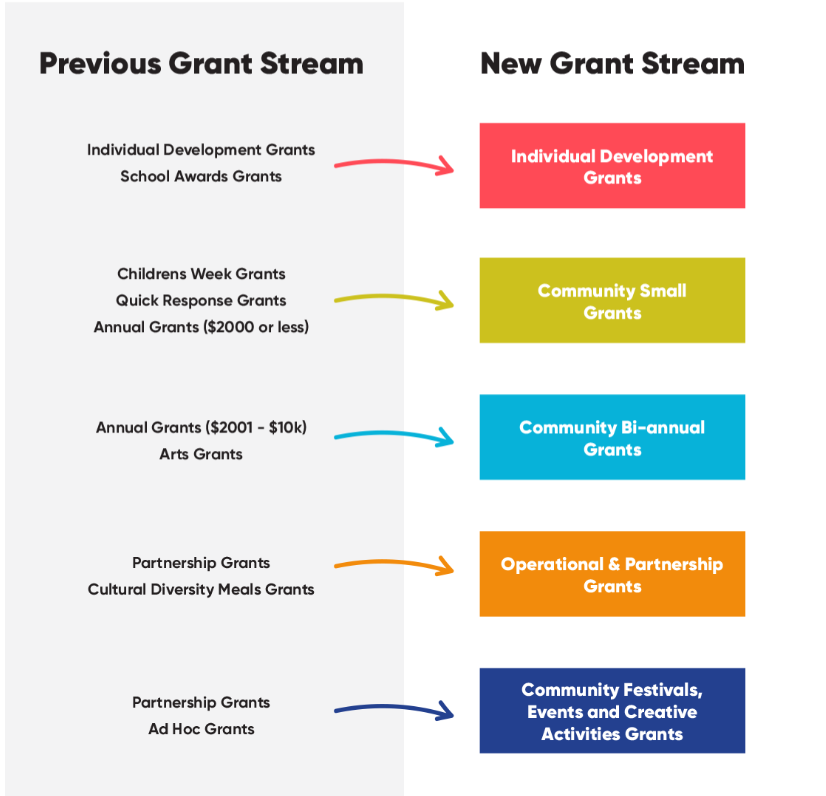 Previous Grant Stream
New Grant Stream
Individual Development Grants
School Awards Grants
Individual Development
Grants
Childrens Week Grants
Quick Response Grants
Annual Grants ($2000 or less)
Community Small
Grants
Annual Grants ($2001 - $10k)
Arts Grants
Community Bi-annual
Grants
Partnership Grants
Cultural Diversity Meals Grants
Operational & Partnership
Grants
Partnership Grants
Ad Hoc Grants
Community Festivals,
Events and Creative
Activities Grants